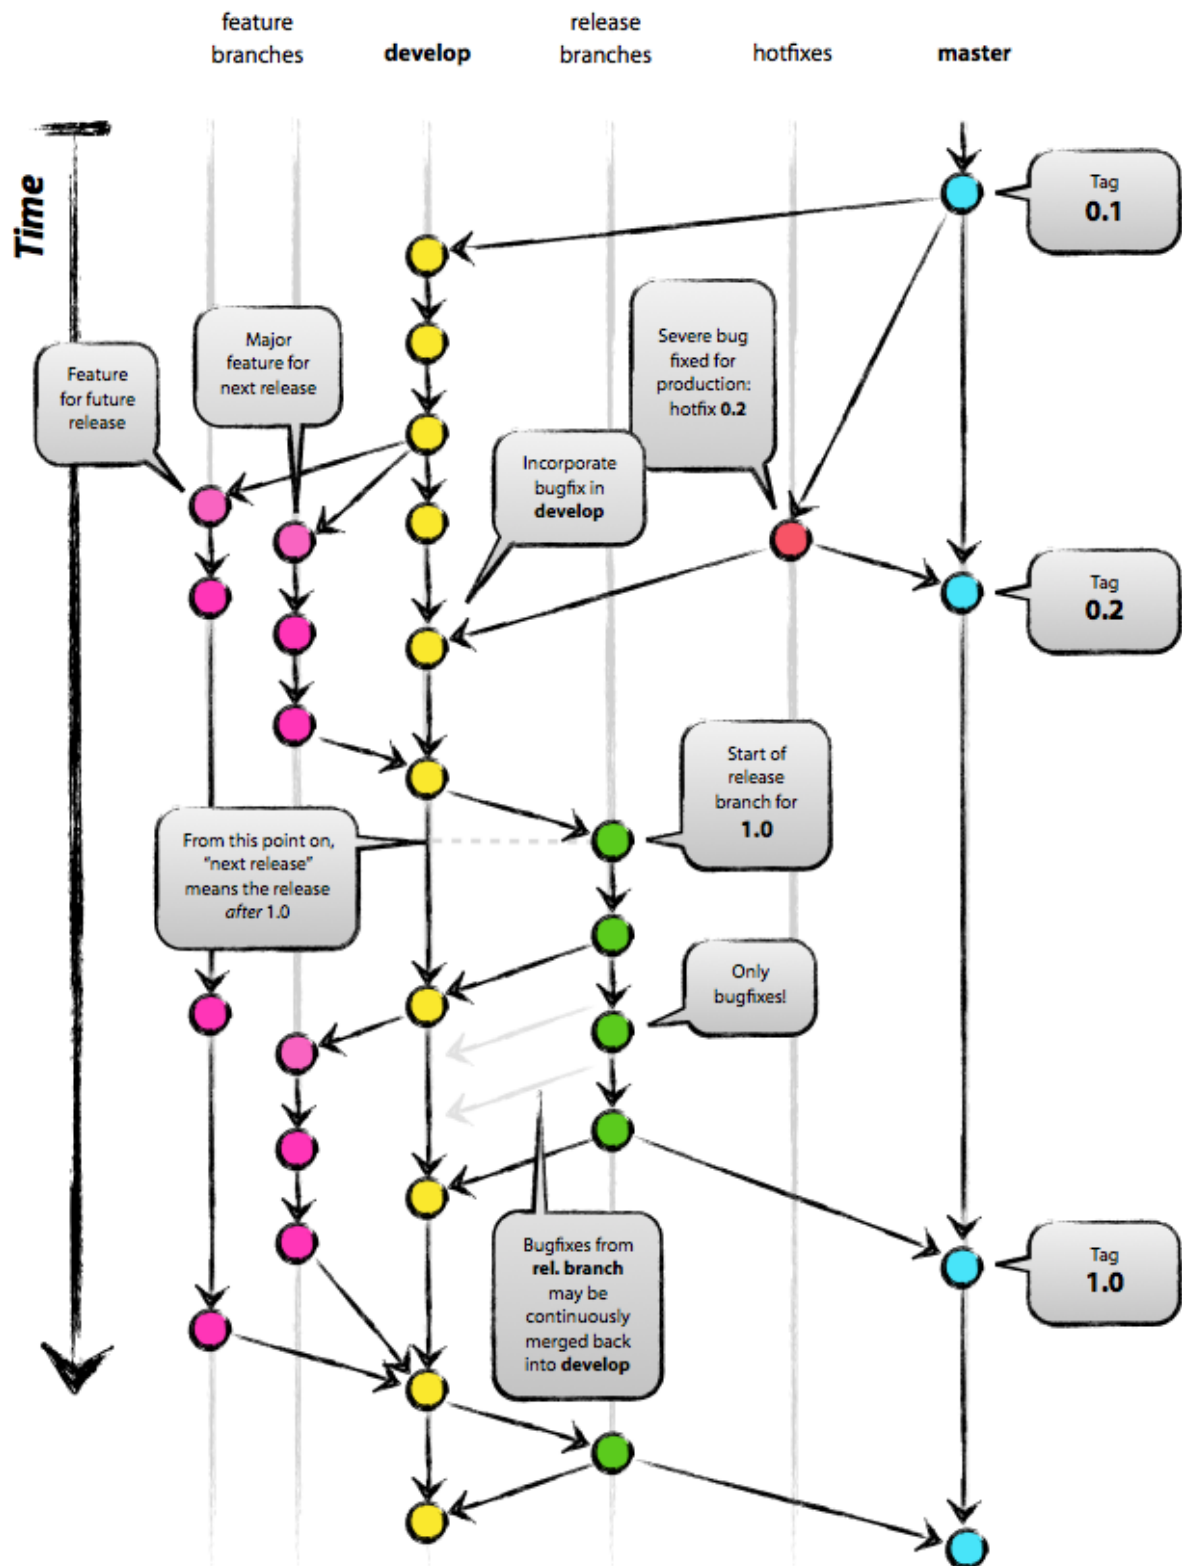 feature
branches
develop
release
branches
hotfixes
master
Time
Tag
0.1
Major
feature for
next release
Severe bug
fixed for
production:
hotfix 0.2
Feature
for future
release
Incorporate
bugfix in
develop
Tag
0.2
Start of
release
branch for
1.0
From this point on,
“next release”
means the release
after 1.0
Only
bugfixes!
Bugfixes from
rel. branch
may be
continuously
merged back
into develop
Tag
1.0